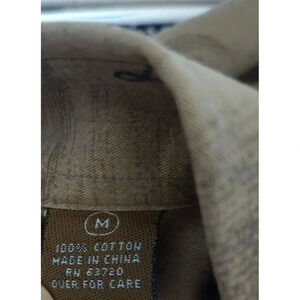 M
100% COTTON
MADE IN CHINA
RN 63720
OVER FOR CARE